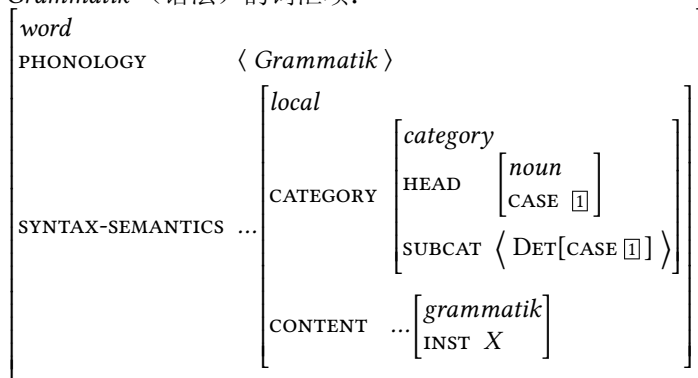 Grammatik（语法）的词汇项：
word
PHONOLOGY ⟨ Grammatik ⟩
local
category
CATEGORY HEAD noun
CASE 1
SYNTAX-SEMANTICS ...
SUBCAT ⟨ DET[CASE 1] ⟩
CONTENT ... grammatik
INST X